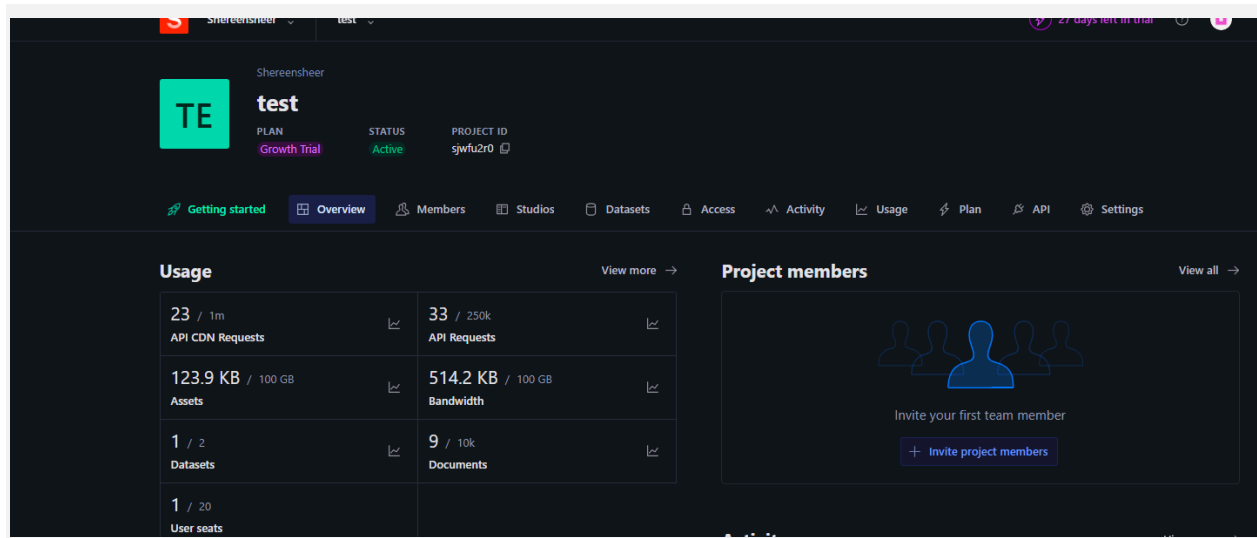 S Shereensheer test 27 days left in trial
Shereensheer
TE
test
PLAN STATUS PROJECT ID
Growth Trial Active sjwfu2r0
Getting started Overview Members Studios Datasets Access Activity Usage Plan API Settings
Usage View more →
23 / 1m
API CDN Requests
33 / 250k
API Requests
123.9 KB / 100 GB
Assets
514.2 KB / 100 GB
Bandwidth
1 / 2
Datasets
9 / 10k
Documents
1 / 20
User seats
Project members View all →
Invite your first team member
+ Invite project members